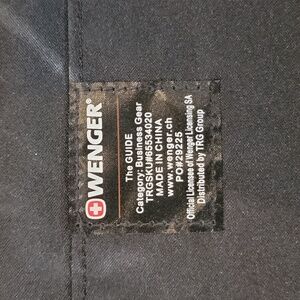 WENGER®
The GUIDE
Category: Business Gear
TRGSKU#65534020
MADE IN CHINA
www.wenger.ch
PO#29225
Official Licensee of Wenger Licensing SA
Distributed by TRG Group